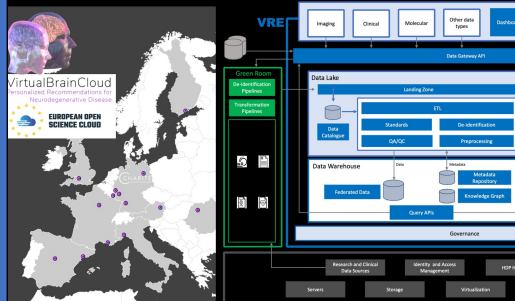 VirtualBrainCloud
Personalized Recommendations for
Neurodegenerative Disease
EUROPEAN OPEN
SCIENCE CLOUD
CHARITÉ
VRE
Imaging
Clinical
Molecular
Other data
types
Data Gateway API
Green Room
De-identification
Pipelines
Transformation
Pipelines
Data Lake
Landing Zone
Data
Catalogue
ETL
Standards
De-identification
QA/QC
Preprocessing
Data Warehouse
Data
Metadata
Federated Data
Metadata
Repository
Knowledge Graph
Query APIs
Governance
Research and Clinical
Data Sources
Identity and Access
Management
Servers
Storage
Virtualization